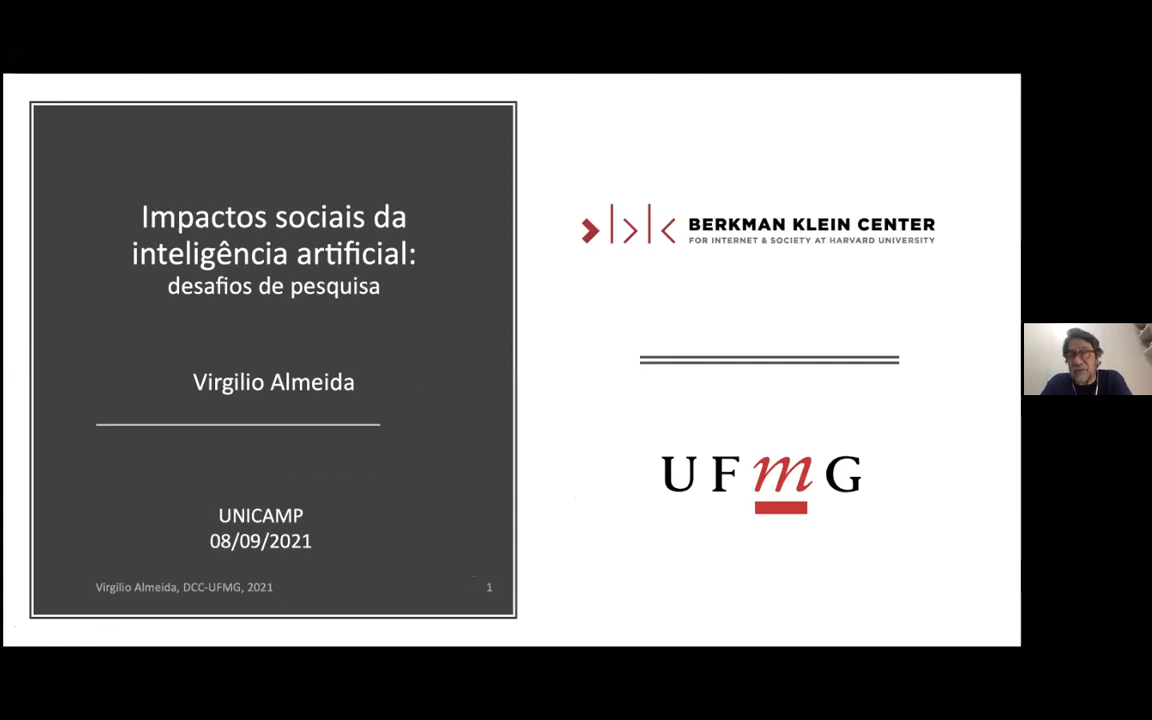 Impactos sociais da
inteligência artificial:
desafios de pesquisa
Virgilio Almeida
UNICAMP
08/09/2021
Virgilio Almeida, DCC-UFMG, 2021
1
BERKMAN KLEIN CENTER
FOR INTERNET & SOCIETY AT HARVARD UNIVERSITY
UFmG